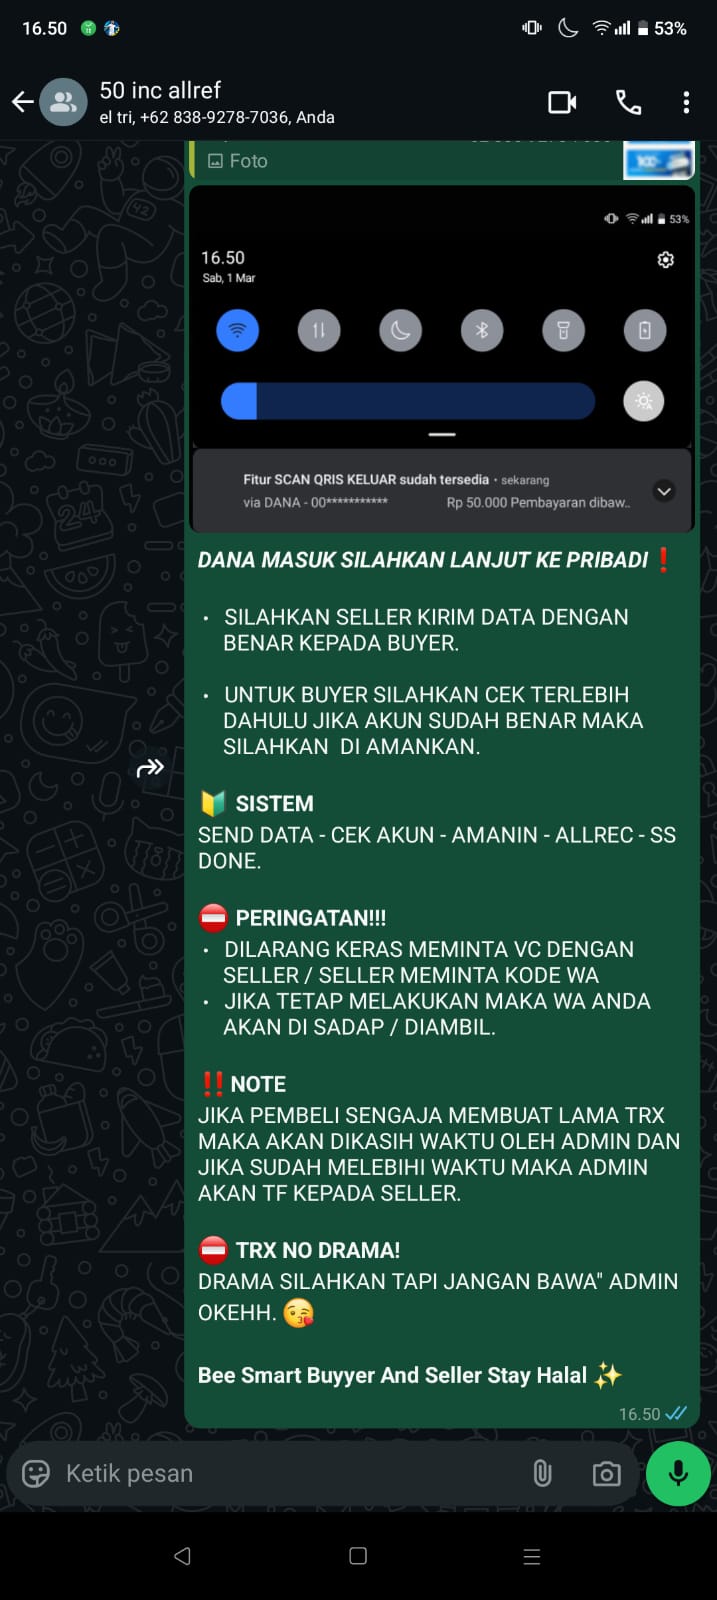 16.50
53%
50 inc allref
el tri, +62 838-9278-7036, Anda
Foto
53%
16.50
Sab, 1 Mar
Fitur SCAN QRIS KELUAR sudah tersedia • sekarang
via DANA - 00*********** Rp 50.000 Pembayaran dibaw..
DANA MASUK SILAHKAN LANJUT KE PRIBADI❗
• SILAHKAN SELLER KIRIM DATA DENGAN
BENAR KEPADA BUYER.
• UNTUK BUYER SILAHKAN CEK TERLEBIH
DAHULU JIKA AKUN SUDAH BENAR MAKA
SILAHKAN DI AMANKAN.
🔰 SISTEM
SEND DATA - CEK AKUN - AMANIN - ALLREC - SS
DONE.
⛔ PERINGATAN!!!
• DILARANG KERAS MEMINTA VC DENGAN
SELLER / SELLER MEMINTA KODE WA
• JIKA TETAP MELAKUKAN MAKA WA ANDA
AKAN DI SADAP / DIAMBIL.
‼️ NOTE
JIKA PEMBELI SENGAJA MEMBUAT LAMA TRX
MAKA AKAN DIKASIH WAKTU OLEH ADMIN DAN
JIKA SUDAH MELEBIHI WAKTU MAKA ADMIN
AKAN TF KEPADA SELLER.
⛔ TRX NO DRAMA!
DRAMA SILAHKAN TAPI JANGAN BAWA" ADMIN
OKEHH. 😘
Bee Smart Buyyer And Seller Stay Halal ✨
16.50
Ketik pesan